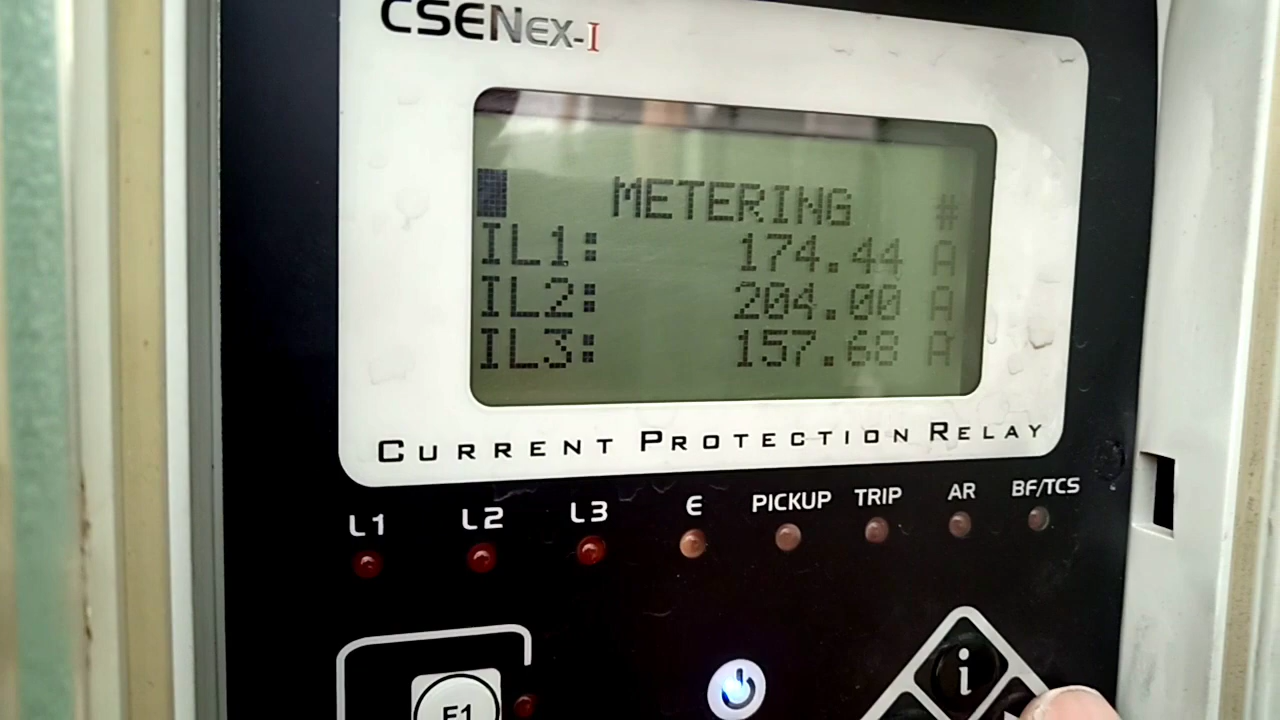 CSENEX-I
METERING #
IL1: 174.44 A
IL2: 204.00 A
IL3: 157.68 A
CURRENT PROTECTION RELAY
L1 L2 L3 E PICKUP TRIP AR BF/TCS
i
F1